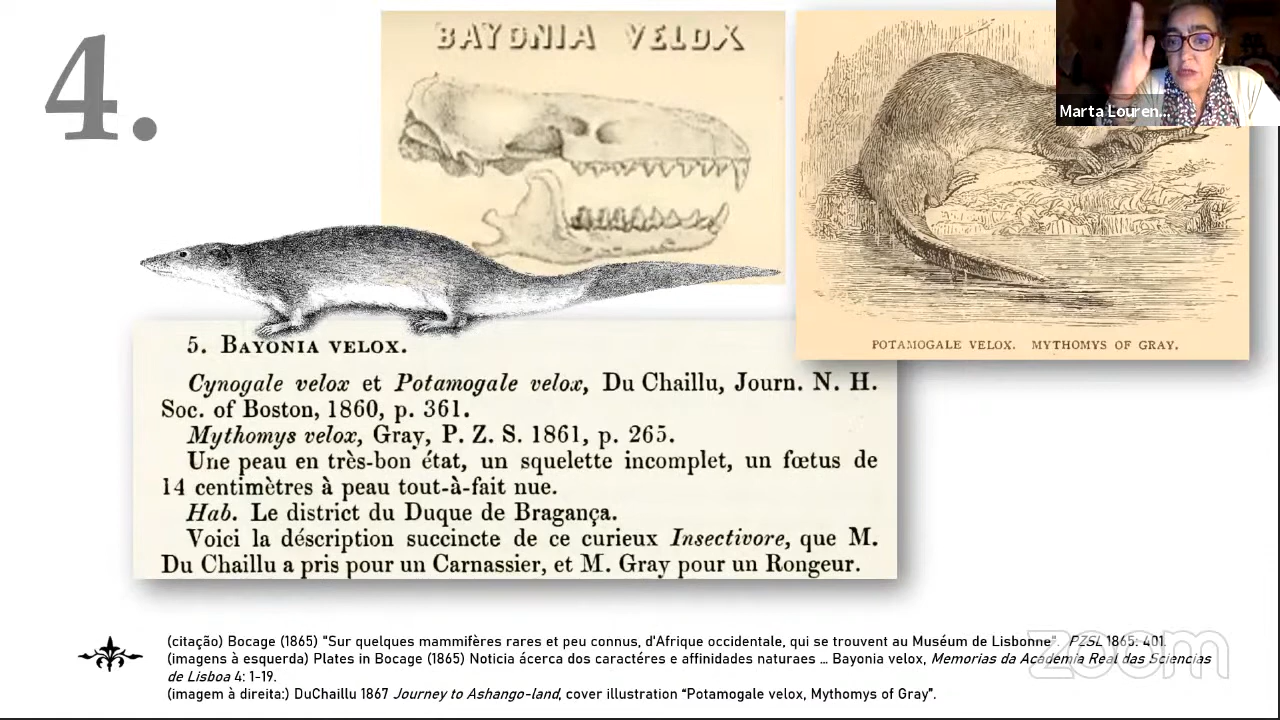 4.
BAYONIA VELOX
Marta Louren...
POTAMOGALE VELOX. MYTHOMYS OF GRAY.
5. BAYONIA VELOX.
Cynogale velox et Potamogale velox, Du Chaillu, Journ. N. H.
Soc. of Boston, 1860, p. 361.
Mythomys velox, Gray, P. Z. S. 1861, p. 265.
Une peau en très-bon état, un squelette incomplet, un fœtus de
14 centimètres à peau tout-à-fait nue.
Hab. Le district du Duque de Bragança.
Voici la déscription succincte de ce curieux Insectivore, que M.
Du Chaillu a pris pour un Carnassier, et M. Gray pour un Rongeur.
(citação) Bocage (1865) "Sur quelques mammifères rares et peu connus, d'Afrique occidentale, qui se trouvent au Muséum de Lisbonne". PZSL 1865: 401.
(imagens à esquerda) Plates in Bocage (1865) Noticia ácerca dos caractéres e affinidades naturaes ... Bayonia velox, Memorias da Académia Real das Sciencias
de Lisboa 4: 1-19.
(imagem à direita:) DuChaillu 1867 Journey to Ashango-land, cover illustration "Potamogale velox, Mythomys of Gray".
zoom